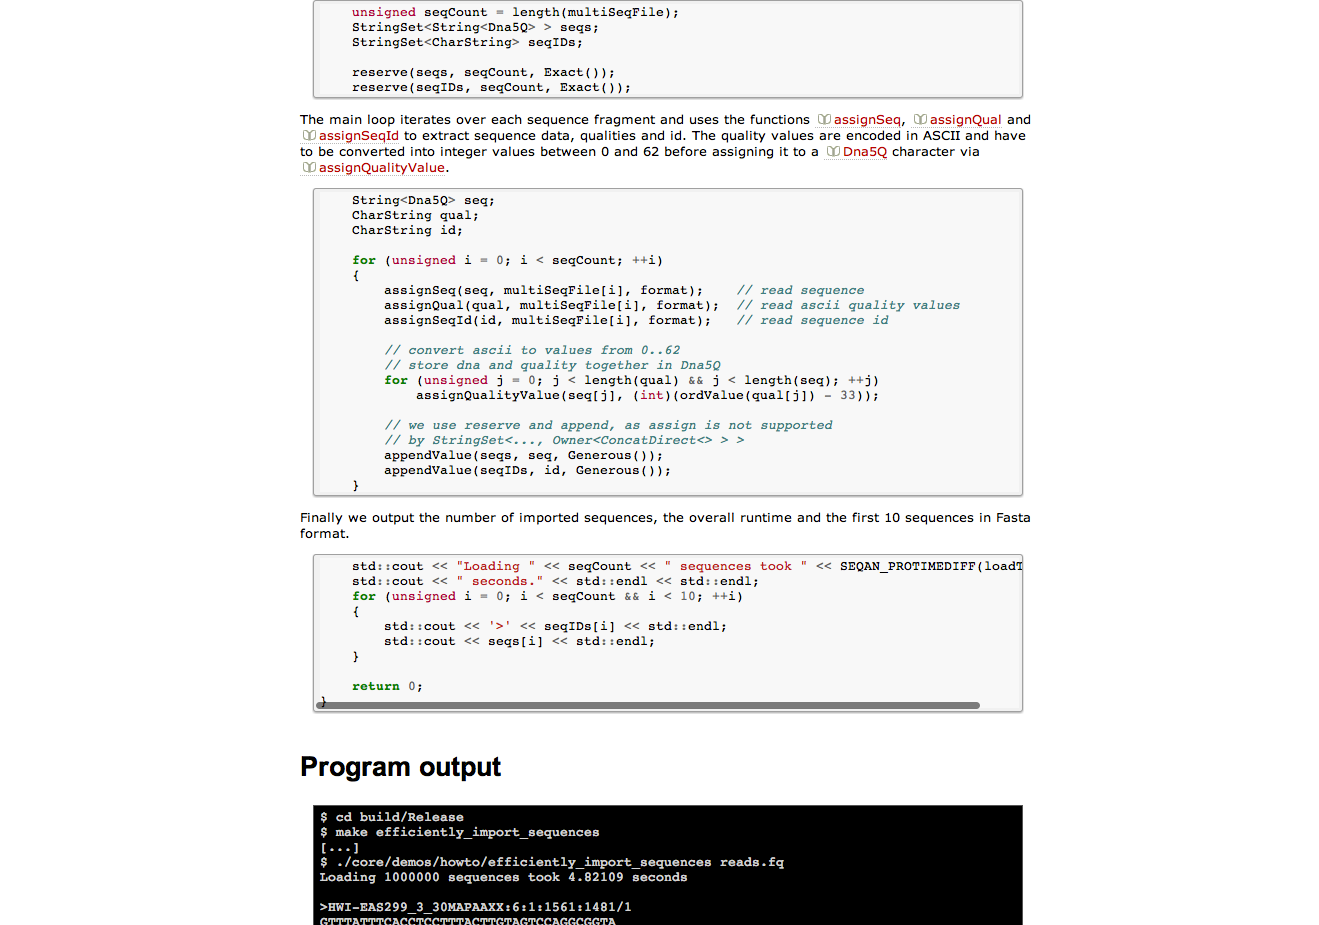 unsigned seqCount = length(multiSeqFile);
StringSet<String<Dna5Q> > seqs;
StringSet<CharString> seqIDs;
reserve(seqs, seqCount, Exact());
reserve(seqIDs, seqCount, Exact());
The main loop iterates over each sequence fragment and uses the functions assignSeq, assignQual and
assignSeqId to extract sequence data, qualities and id. The quality values are encoded in ASCII and have
to be converted into integer values between 0 and 62 before assigning it to a Dna5Q character via
assignQualityValue.
String<Dna5Q> seq;
CharString qual;
CharString id;
for (unsigned i = 0; i < seqCount; ++i)
{
assignSeq(seq, multiSeqFile[i], format); // read sequence
assignQual(qual, multiSeqFile[i], format); // read ascii quality values
assignSeqId(id, multiSeqFile[i], format); // read sequence id
// convert ascii to values from 0..62
// store dna and quality together in Dna5Q
for (unsigned j = 0; j < length(qual) && j < length(seq); ++j)
assignQualityValue(seq[j], (int)(ordValue(qual[j]) - 33));
// we use reserve and append, as assign is not supported
// by StringSet<..., Owner<ConcatDirect<> > >
appendValue(seqs, seq, Generous());
appendValue(seqIDs, id, Generous());
}
Finally we output the number of imported sequences, the overall runtime and the first 10 sequences in Fasta
format.
std::cout << "Loading " << seqCount << " sequences took " << SEQAN_PROTIMEDIFF(loadT
std::cout << " seconds." << std::endl << std::endl;
for (unsigned i = 0; i < seqCount && i < 10; ++i)
{
std::cout << '>' << seqIDs[i] << std::endl;
std::cout << seqs[i] << std::endl;
}
return 0;
}
Program output
$ cd build/Release
$ make efficiently_import_sequences
[...]
$ ./core/demos/howto/efficiently_import_sequences reads.fq
Loading 1000000 sequences took 4.82109 seconds
>HWI-EAS299_3_30MAPAAXX:6:1:1561:1481/1
GTTTATTTCACCTCCTTTACTTGTAGTCCAGGCGGTA